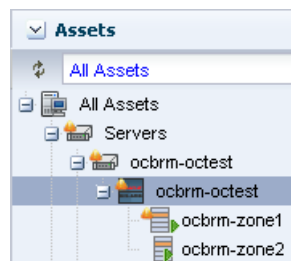 Assets
All Assets
All Assets
Servers
ocbrm-octest
ocbrm-octest
ocbrm-zone1
ocbrm-zone2